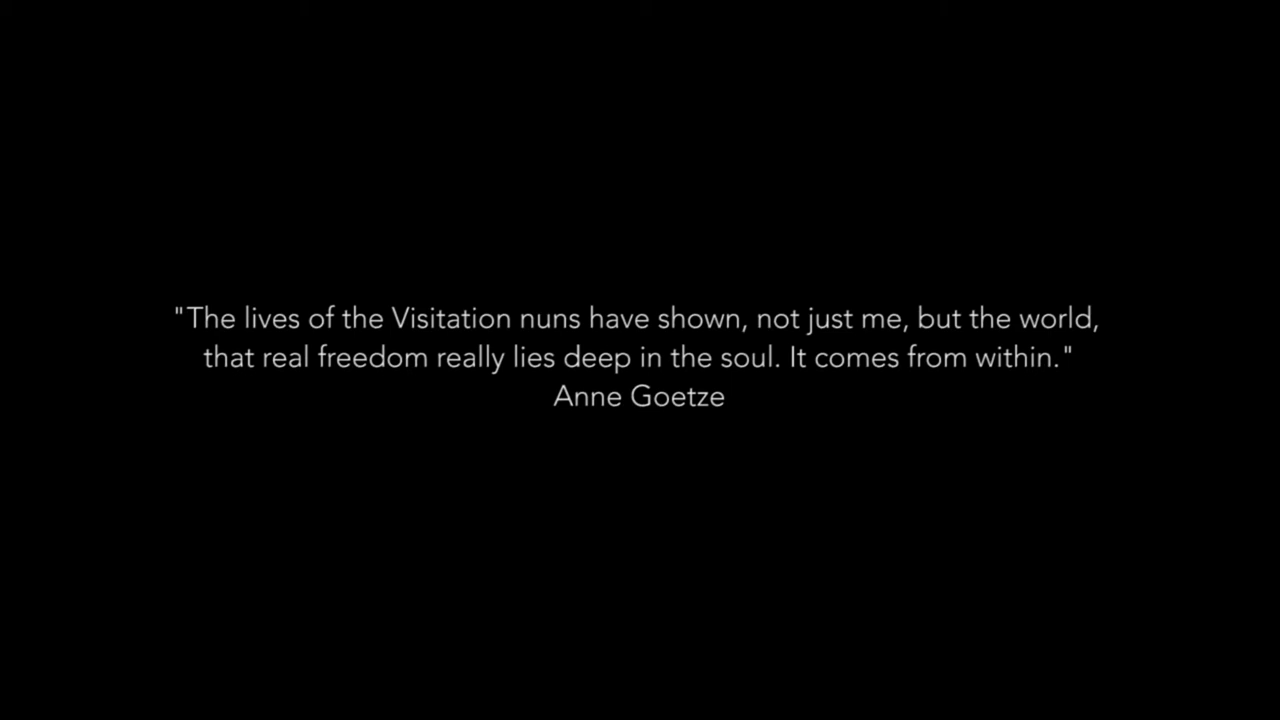 "The lives of the Visitation nuns have shown, not just me, but the world,
that real freedom really lies deep in the soul. It comes from within."
Anne Goetze